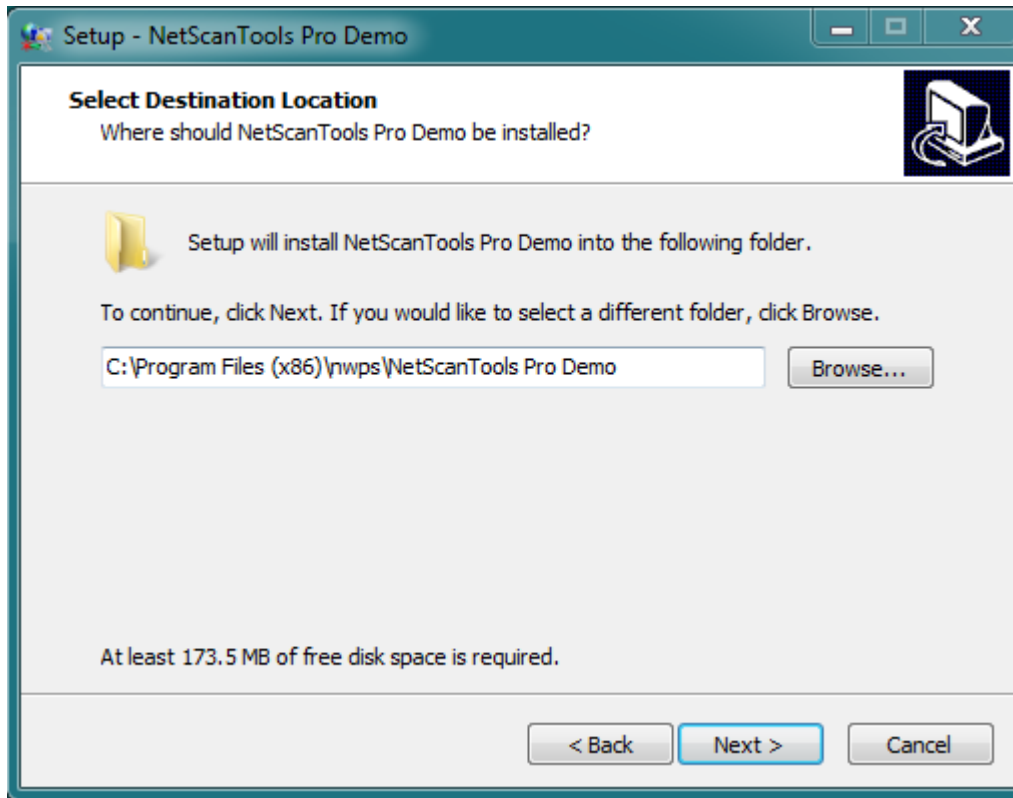 Setup - NetScanTools Pro Demo
Select Destination Location
Where should NetScanTools Pro Demo be installed?
Setup will install NetScanTools Pro Demo into the following folder.
To continue, click Next. If you would like to select a different folder, click Browse.
C:\Program Files (x86)\nwps\NetScanTools Pro Demo
Browse...
At least 173.5 MB of free disk space is required.
< Back
Next >
Cancel